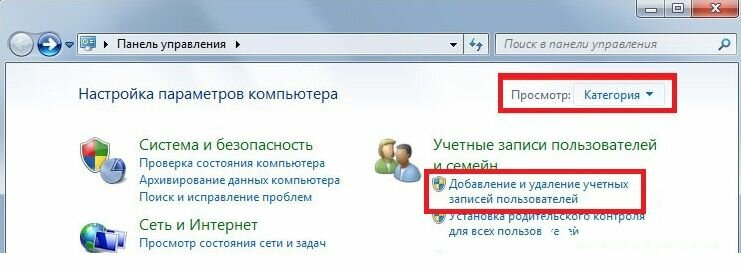 Панель управления
Поиск в панели управления
Настройка параметров компьютера
Просмотр: Категория
Система и безопасность
Проверка состояния компьютера
Архивирование данных компьютера
Поиск и исправление проблем
Сеть и Интернет
Просмотр состояния сети и задач
Учетные записи пользователей
и семейн
Добавление и удаление учетных
записей пользователей
Установка родительского контроля
для всех пользователей